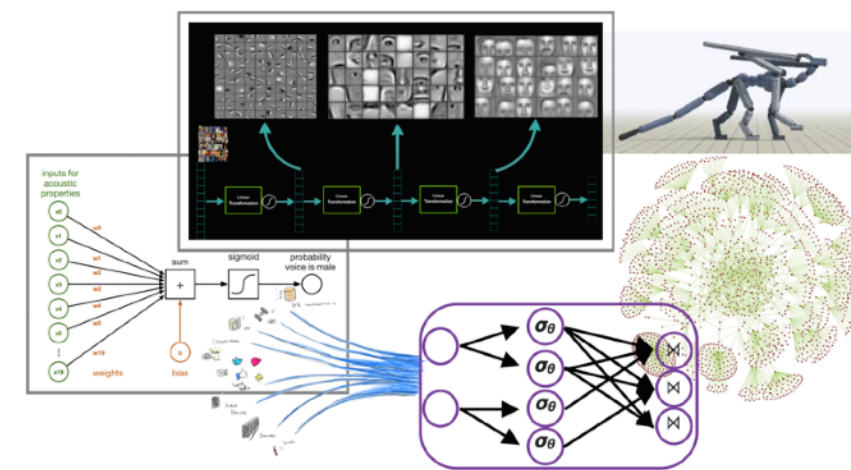 Linear
Transformation
Linear
Transformation
Linear
Transformation
Linear
Transformation
inputs for
acoustic
properties
x0
x1
x2
x3
x4
x5
⋮
x19
w0
w1
w2
w3
w4
w5
w19
weights
sum
+
b
bias
sigmoid
probability
voice is male
σθ
σθ
σθ
σθ
⋈
⋈
⋈